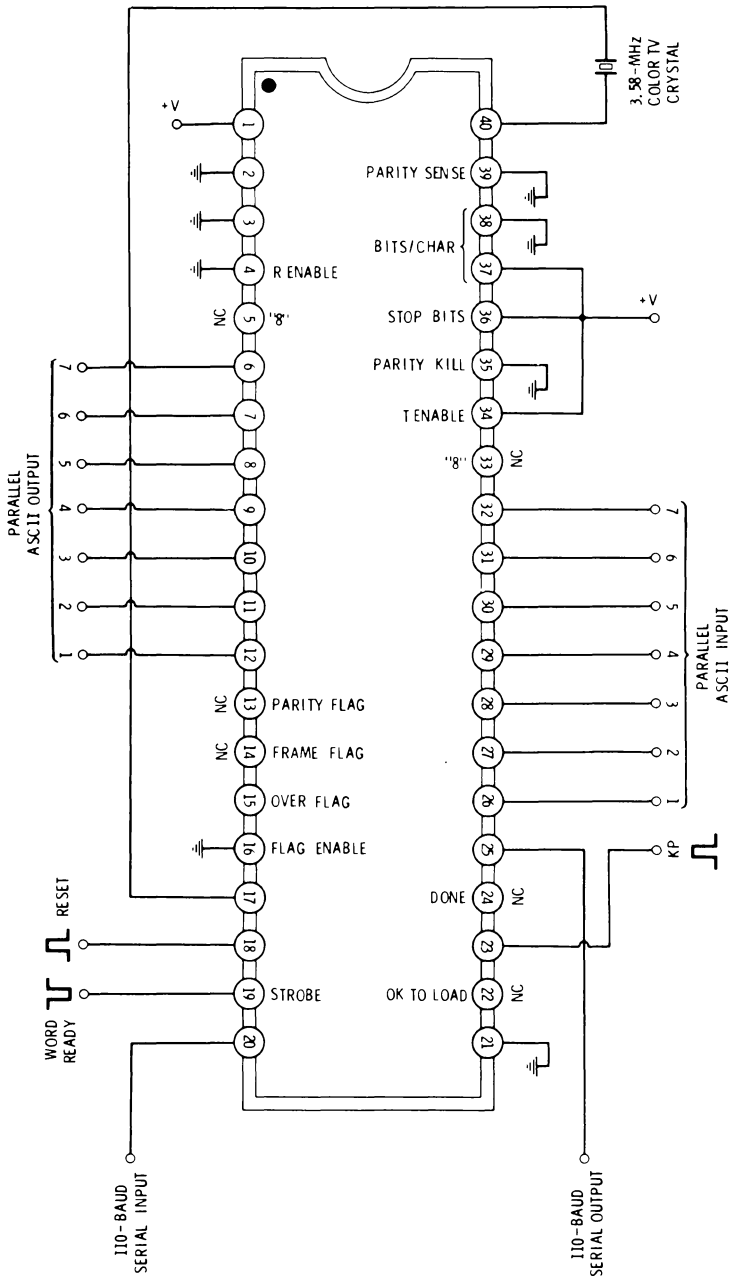 3.58-MHz
COLOR TV
CRYSTAL
+V
1
40
2
39
PARITY SENSE
3
38
BITS/CHAR
4
R ENABLE
37
NC
5
"8"
STOP BITS
36
+V
7
6
PARITY KILL
35
6
7
T ENABLE
34
5
8
"8"
33
NC
4
9
32
7
3
10
31
6
2
11
30
5
1
12
29
4
PARALLEL
ASCII OUTPUT
NC
13
PARITY FLAG
28
3
NC
14
FRAME FLAG
27
2
15
OVER FLAG
26
1
PARALLEL
ASCII INPUT
16
FLAG ENABLE
25
KP
17
DONE
24
NC
RESET
18
23
WORD
READY
19
STROBE
OK TO LOAD
22
NC
20
21
110-BAUD
SERIAL INPUT
110-BAUD
SERIAL OUTPUT